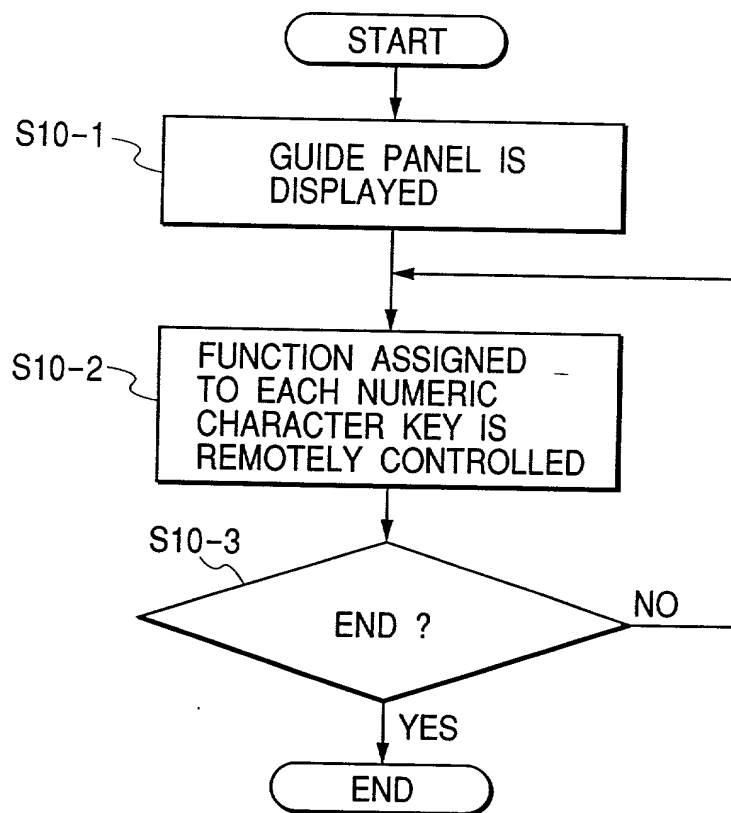 START
S10-1
GUIDE PANEL IS
DISPLAYED
S10-2
FUNCTION ASSIGNED
TO EACH NUMERIC
CHARACTER KEY IS
REMOTELY CONTROLLED
S10-3
END ?
NO
YES
END